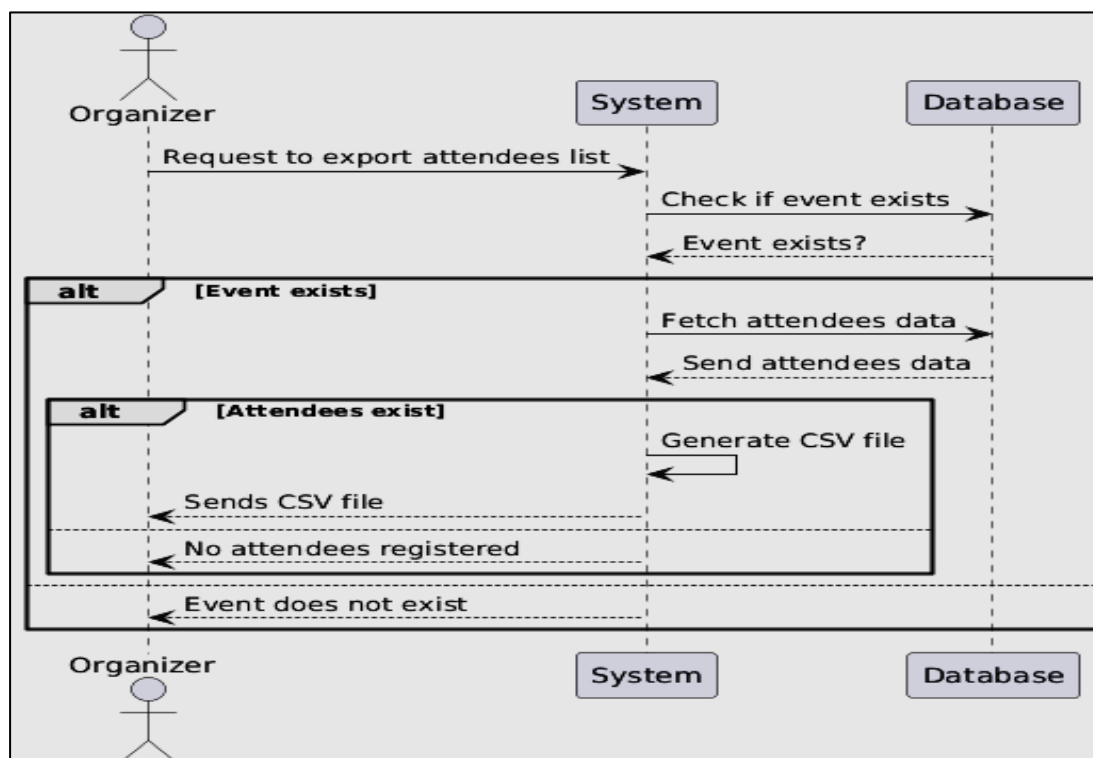 Organizer
System
Database
Request to export attendees list
Check if event exists
Event exists?
alt [Event exists]
Fetch attendees data
Send attendees data
alt [Attendees exist]
Generate CSV file
Sends CSV file
No attendees registered
Event does not exist
Organizer
System
Database